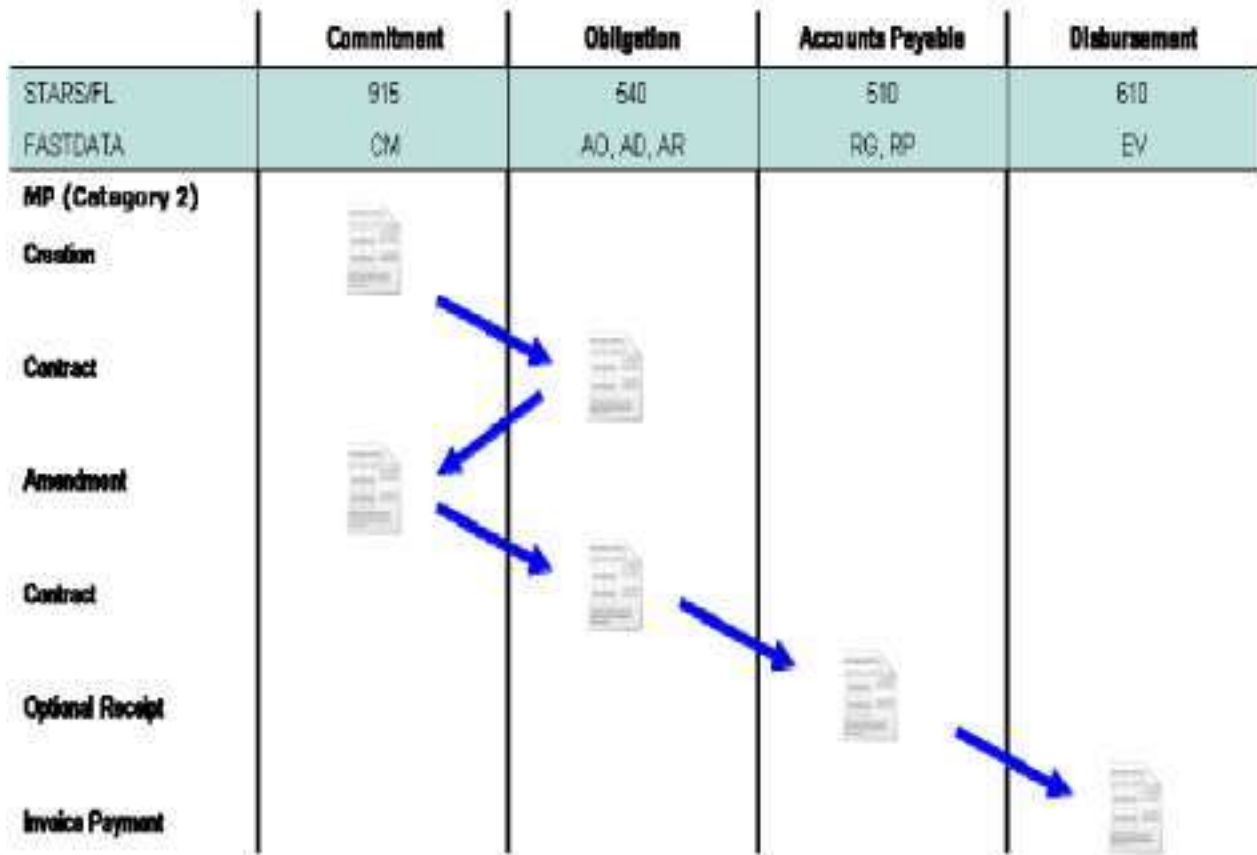 Commitment Obligation Accounts Payable Disbursement
STARS/FL 915 640 510 610
FASTDATA CM AO, AD, AR RG, RP EV
MP (Category 2)
Creation
Contract
Amendment
Contract
Optional Receipt
Invoice Payment